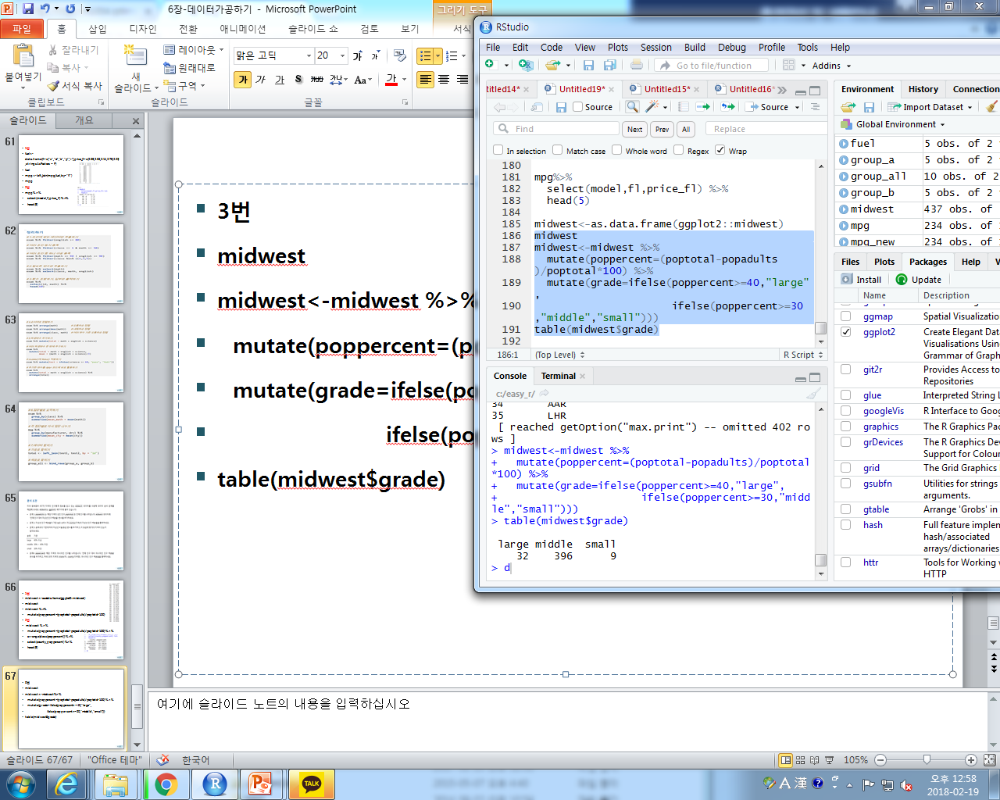 6장-데이터가공하기 - Microsoft PowerPoint
그리기 도구
파일
홈
삽입
디자인
전환
애니메이션
슬라이드 쇼
검토
보기
서식
붙여넣기
잘라내기
복사
서식 복사
클립보드
새
슬라이드
레이아웃
원래대로
구역
슬라이드
맑은 고딕
20
글꼴
슬라이드
개요
61
62
63
64
65
66
67
3번
midwest
midwest<-midwest %>%
mutate(poppercent=(p
mutate(grade=ifelse(po
ifelse(po
table(midwest$grade)
여기에 슬라이드 노트의 내용을 입력하십시오
슬라이드 67/67
"Office 테마"
한국어
105%
RStudio
File Edit Code View Plots Session Build Debug Profile Tools Help
Go to file/function
Addins
titled14*
Untitled19*
Untitled15*
Untitled16*
Source
Source
Find
Next
Prev
All
Replace
In selection
Match case
Whole word
Regex
Wrap
180
181 mpg%>%
182 select(model,fl,price_fl) %>%
183 head(5)
184
185 midwest<-as.data.frame(ggplot2::midwest)
186 midwest
187 midwest<-midwest %>%
188 mutate(poppercent=(poptotal-popadults
)/poptotal*100) %>%
189 mutate(grade=ifelse(poppercent>=40,"large"
,
190 ifelse(poppercent>=30
,"middle","small")))
191 table(midwest$grade)
192
186:1
(Top Level)
R Script
Console
Terminal
c:/easy_r/
34 AAR
35 LHR
[ reached getOption("max.print") -- omitted 402 ro
ws ]
> midwest<-midwest %>%
+ mutate(poppercent=(poptotal-popadults)/poptotal
*100) %>%
+ mutate(grade=ifelse(poppercent>=40,"large",
+ ifelse(poppercent>=30,"midd
le","small")))
> table(midwest$grade)
large middle small
32 396 9
> d
Environment
History
Connection
Import Dataset
Global Environment
fuel 5 obs. of 2
group_a 5 obs. of 2
group_all 10 obs. of 2
group_b 5 obs. of 2
midwest 437 obs. of
mpg 234 obs. of
mpg_new 234 obs. of
Files
Plots
Packages
Help
Install
Update
Name
Description
ggmap Spatial Visualizatio
ggplot2 Create Elegant Data
Visualisations Using
Grammar of Graph
git2r Provides Access to
Repositories
glue Interpreted String L
googleVis R Interface to Goog
graphics The R Graphics Pac
grDevices The R Graphics Dev
Support for Colou
grid The Grid Graphics
gsubfn Utilities for strings
arguments.
gtable Arrange 'Grobs' in
hash Full feature implem
hash/associated
arrays/dictionaries
httr Tools for Working w
HTTP
TALK
A
漢
오후 12:58
2018-02-19